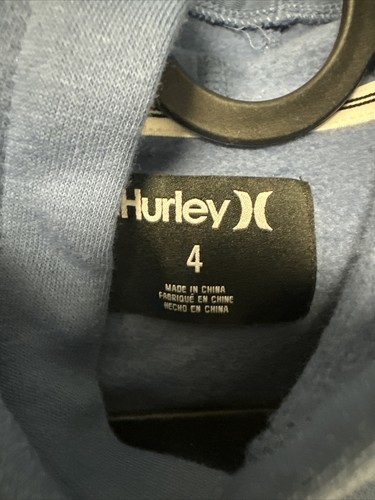 Hurley
4
MADE IN CHINA
FABRIQUÉ EN CHINE
HECHO EN CHINA